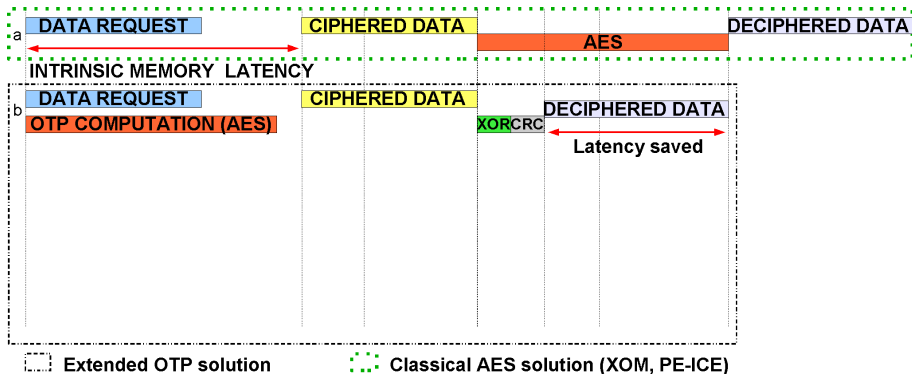 DATA REQUEST
CIPHERED DATA
DECIPHERED DATA
a
AES
INTRINSIC MEMORY LATENCY
DATA REQUEST
CIPHERED DATA
b
DECIPHERED DATA
OTP COMPUTATION (AES)
XOR
CRC
Latency saved
Extended OTP solution
Classical AES solution (XOM, PE-ICE)